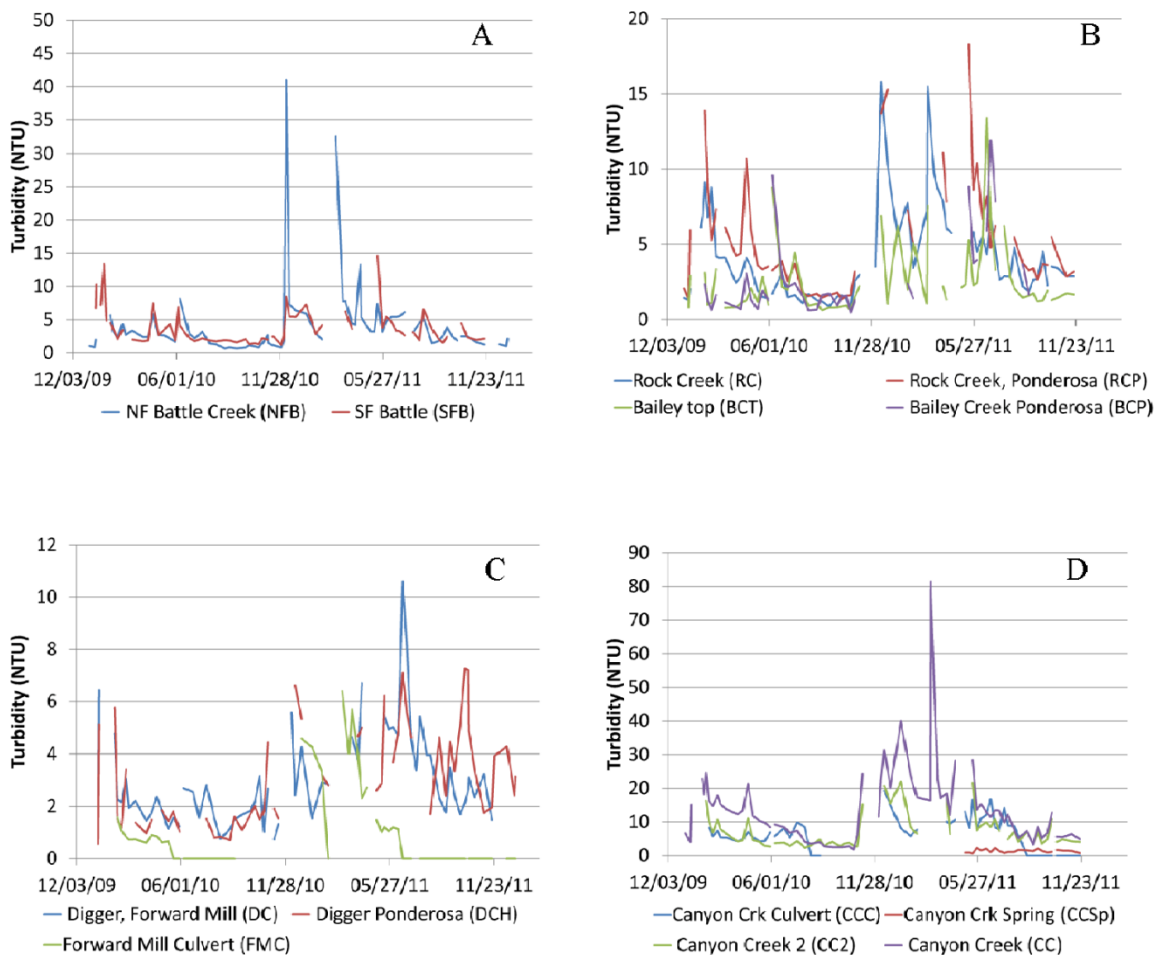 A
50
45
40
35
30
25
20
15
10
5
0
Turbidity (NTU)
12/03/09 06/01/10 11/28/10 05/27/11 11/23/11
NF Battle Creek (NFB) SF Battle (SFB)
B
20
15
10
5
0
Turbidity (NTU)
12/03/09 06/01/10 11/28/10 05/27/11 11/23/11
Rock Creek (RC) Rock Creek, Ponderosa (RCP)
Bailey top (BCT) Bailey Creek Ponderosa (BCP)
C
12
10
8
6
4
2
0
Turbidity (NTU)
12/03/09 06/01/10 11/28/10 05/27/11 11/23/11
Digger, Forward Mill (DC) Digger Ponderosa (DCH)
Forward Mill Culvert (FMC)
D
90
80
70
60
50
40
30
20
10
0
Turbidity (NTU)
12/03/09 06/01/10 11/28/10 05/27/11 11/23/11
Canyon Crk Culvert (CCC) Canyon Crk Spring (CCSp)
Canyon Creek 2 (CC2) Canyon Creek (CC)